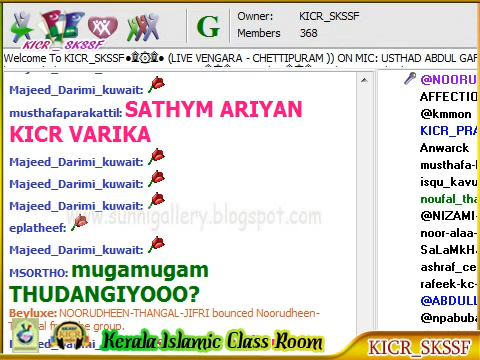 KICR_SKSSF
G
Owner: KICR_SKSSF
Members 368
Welcome To KICR_SKSSF
(LIVE VENGARA - CHETTIPURAM )) ON MIC: USTHAD ABDUL GAF
Majeed_Darimi_kuwait:
Majeed_Darimi_kuwait:
musthafaparakattil: SATHYM ARIYAN
KICR VARIKA
Majeed_Darimi_kuwait:
Majeed_Darimi_kuwait:
Majeed_Darimi_kuwait:
eplatheef:
Majeed_Darimi_kuwait:
MSORTHO: mugamugam
THUDANGIYOOO?
Beyluxe: NOORUDHEEN-THANGAL-JIFRI bounced Noorudheen-
group.
Majeed
@NOORU
AFFECTIO
@kmmon
KICR_PRA
Anwarck
musthafa-
isqu_kavu
noufal_tha
@NIZAMI-
noor-alaa-
SaLaMkH
ashraf_ce
rafeek-kc-
@ABDULL
@npabuba
www.sunnigallery.blogspot.com
Kerala Islamic Class Room
KICR_SKSSF